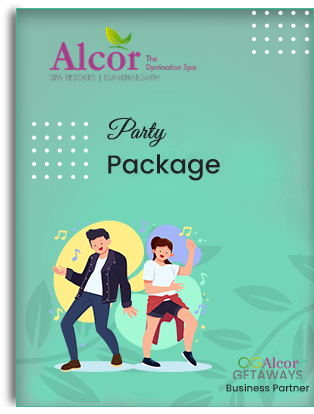 Alcor The
Destination Spa
SPA RESORTS | KUMBHALGARH
Party
Package
Alcor
GETAWAYS
Business Partner